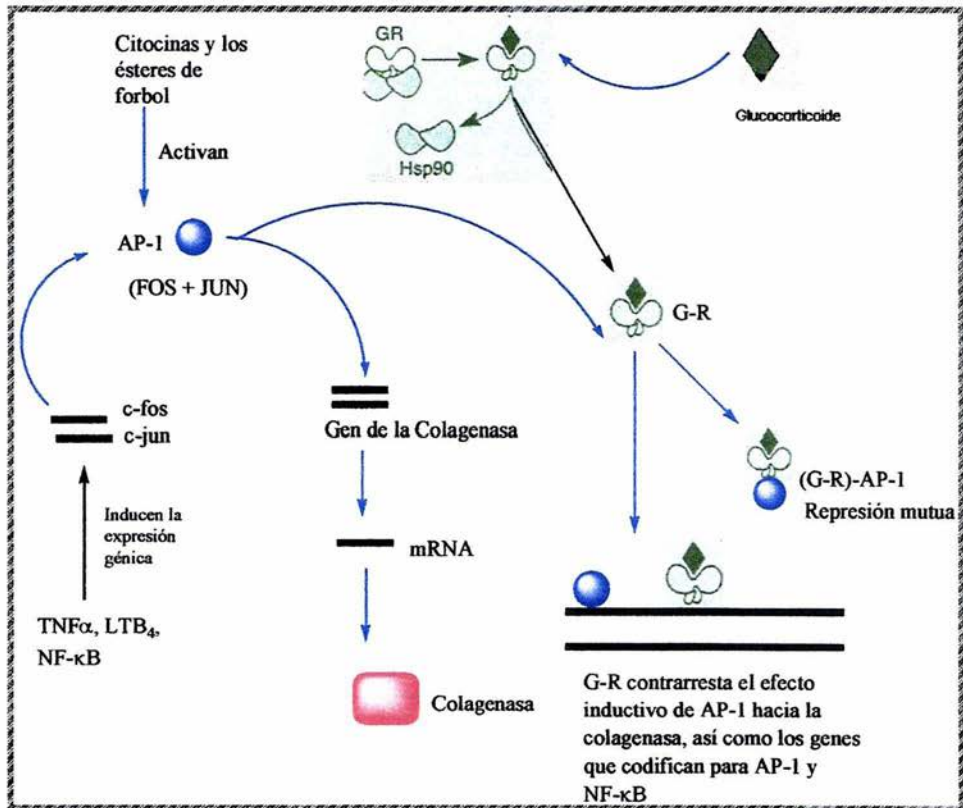 Citocinas y los
ésteres de
forbol
Activan
AP-1
(FOS + JUN)
c-fos
c-jun
Inducen la
expresión
génica
TNFα, LTB₄,
NF-κB
Gen de la Colagenasa
mRNA
Colagenasa
GR
Hsp90
Glucocorticoide
G-R
(G-R)-AP-1
Represión mutua
G-R contrarresta el efecto
inductivo de AP-1 hacia la
colagenasa, así como los genes
que codifican para AP-1 y
NF-κB